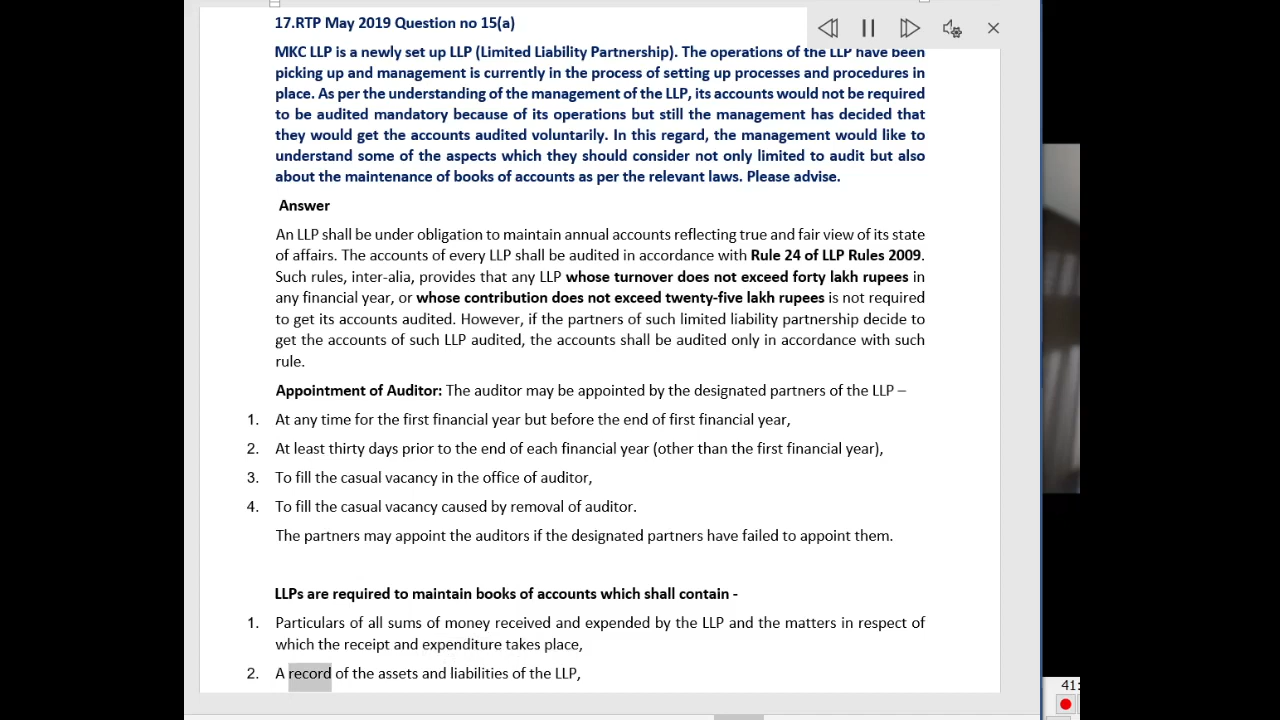 17.RTP May 2019 Question no 15(a)
MKC LLP is a newly set up LLP (Limited Liability Partnership). The operations of the LLP have been
picking up and management is currently in the process of setting up processes and procedures in
place. As per the understanding of the management of the LLP, its accounts would not be required
to be audited mandatory because of its operations but still the management has decided that
they would get the accounts audited voluntarily. In this regard, the management would like to
understand some of the aspects which they should consider not only limited to audit but also
about the maintenance of books of accounts as per the relevant laws. Please advise.
Answer
An LLP shall be under obligation to maintain annual accounts reflecting true and fair view of its state
of affairs. The accounts of every LLP shall be audited in accordance with Rule 24 of LLP Rules 2009.
Such rules, inter-alia, provides that any LLP whose turnover does not exceed forty lakh rupees in
any financial year, or whose contribution does not exceed twenty-five lakh rupees is not required
to get its accounts audited. However, if the partners of such limited liability partnership decide to
get the accounts of such LLP audited, the accounts shall be audited only in accordance with such
rule.
Appointment of Auditor: The auditor may be appointed by the designated partners of the LLP –
1. At any time for the first financial year but before the end of first financial year,
2. At least thirty days prior to the end of each financial year (other than the first financial year),
3. To fill the casual vacancy in the office of auditor,
4. To fill the casual vacancy caused by removal of auditor.
The partners may appoint the auditors if the designated partners have failed to appoint them.
LLPs are required to maintain books of accounts which shall contain -
1. Particulars of all sums of money received and expended by the LLP and the matters in respect of
which the receipt and expenditure takes place,
2. A record of the assets and liabilities of the LLP,
41: